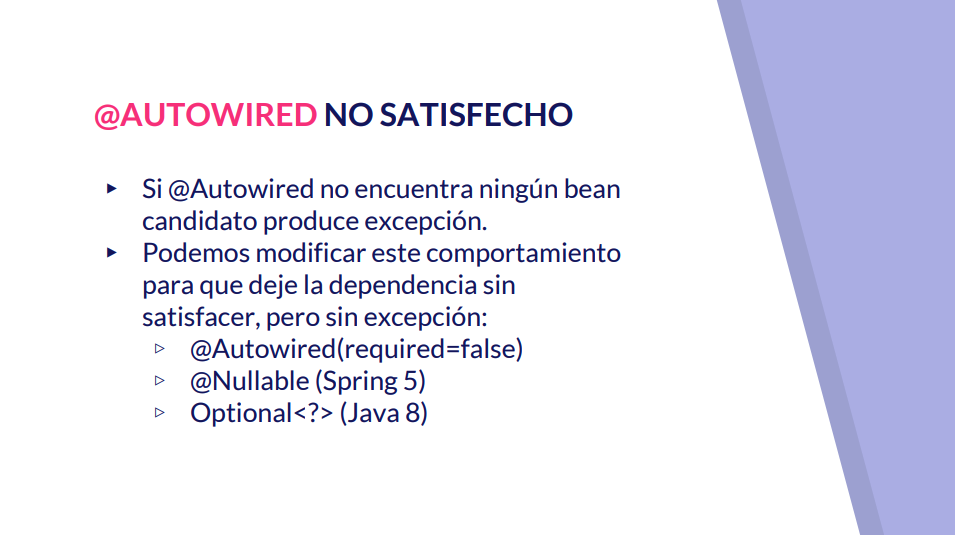 @AUTOWIRED NO SATISFECHO
▸ Si @Autowired no encuentra ningún bean
candidato produce excepción.
▸ Podemos modificar este comportamiento
para que deje la dependencia sin
satisfacer, pero sin excepción:
▹ @Autowired(required=false)
▹ @Nullable (Spring 5)
▹ Optional<?> (Java 8)